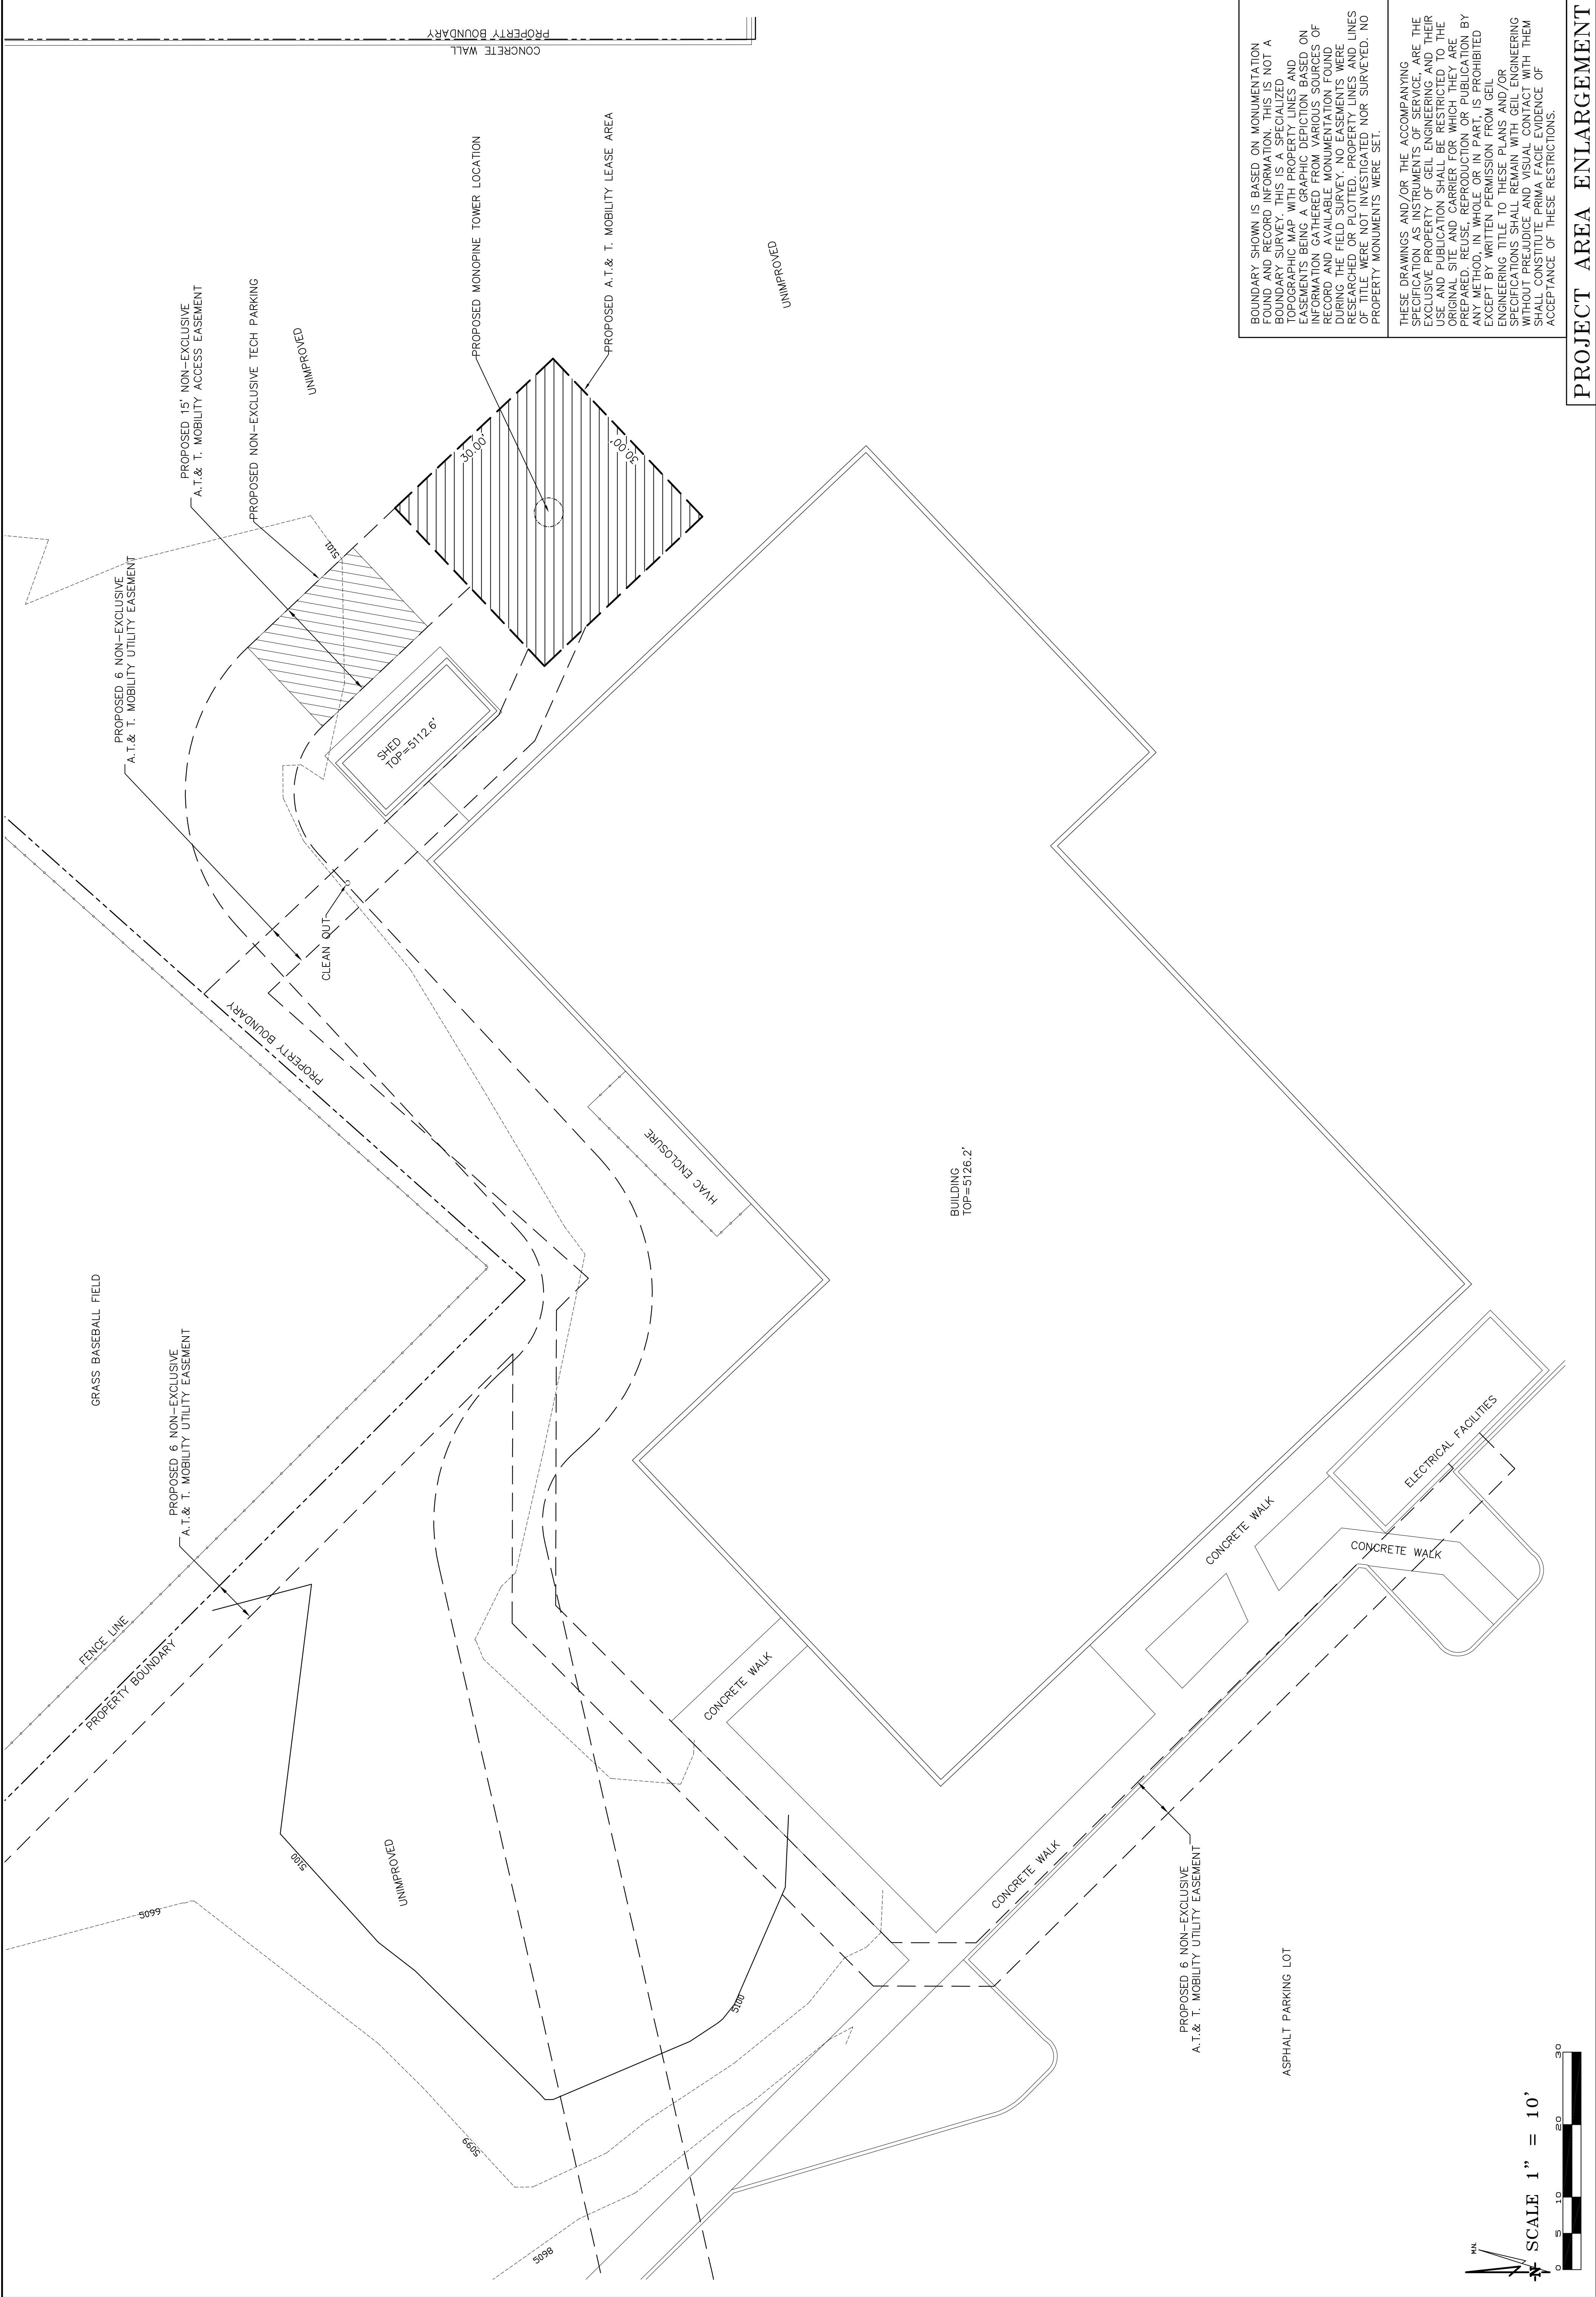 PROPERTY BOUNDARY
CONCRETE WALL
PROPOSED MONOPINE TOWER LOCATION
PROPOSED A.T.& T. MOBILITY LEASE AREA
UNIMPROVED
PROPOSED 15' NON-EXCLUSIVE
A.T.& T. MOBILITY ACCESS EASEMENT
PROPOSED NON-EXCLUSIVE TECH PARKING
UNIMPROVED
30.00'
30.00'
5101
PROPOSED 6 NON-EXCLUSIVE
A.T.& T. MOBILITY UTILITY EASEMENT
SHED
TOP=5112.6'
CLEAN OUT
PROPERTY BOUNDARY
HVAC ENCLOSURE
BUILDING
TOP=5126.2'
GRASS BASEBALL FIELD
PROPOSED 6 NON-EXCLUSIVE
A.T.& T. MOBILITY UTILITY EASEMENT
FENCE LINE
PROPERTY BOUNDARY
5100
UNIMPROVED
5099
5100
5099
5098
CONCRETE WALK
CONCRETE WALK
CONCRETE WALK
CONCRETE WALK
ELECTRICAL FACILITIES
PROPOSED 6 NON-EXCLUSIVE
A.T.& T. MOBILITY UTILITY EASEMENT
ASPHALT PARKING LOT
M.N.
N
SCALE 1" = 10'
0 5 10 20 30
BOUNDARY SHOWN IS BASED ON MONUMENTATION
FOUND AND RECORD INFORMATION. THIS IS NOT A
BOUNDARY SURVEY. THIS IS A SPECIALIZED
TOPOGRAPHIC MAP WITH PROPERTY LINES AND
EASEMENTS BEING A GRAPHIC DEPICTION BASED ON
INFORMATION GATHERED FROM VARIOUS SOURCES OF
RECORD AND AVAILABLE MONUMENTATION FOUND
DURING THE FIELD SURVEY. NO EASEMENTS WERE
RESEARCHED OR PLOTTED. PROPERTY LINES AND LINES
OF TITLE WERE NOT INVESTIGATED NOR SURVEYED. NO
PROPERTY MONUMENTS WERE SET.
THESE DRAWINGS AND/OR THE ACCOMPANYING
SPECIFICATION AS INSTRUMENTS OF SERVICE, ARE THE
EXCLUSIVE PROPERTY OF GEIL ENGINEERING AND THEIR
USE AND PUBLICATION SHALL BE RESTRICTED TO THE
ORIGINAL SITE AND CARRIER FOR WHICH THEY ARE
PREPARED. REUSE, REPRODUCTION OR PUBLICATION BY
ANY METHOD, IN WHOLE OR IN PART, IS PROHIBITED
EXCEPT BY WRITTEN PERMISSION FROM GEIL
ENGINEERING TITLE TO THESE PLANS AND/OR
SPECIFICATIONS SHALL REMAIN WITH GEIL ENGINEERING
WITHOUT PREJUDICE AND VISUAL CONTACT WITH THEM
SHALL CONSTITUTE PRIMA FACIE EVIDENCE OF
ACCEPTANCE OF THESE RESTRICTIONS.
PROJECT AREA ENLARGEMENT